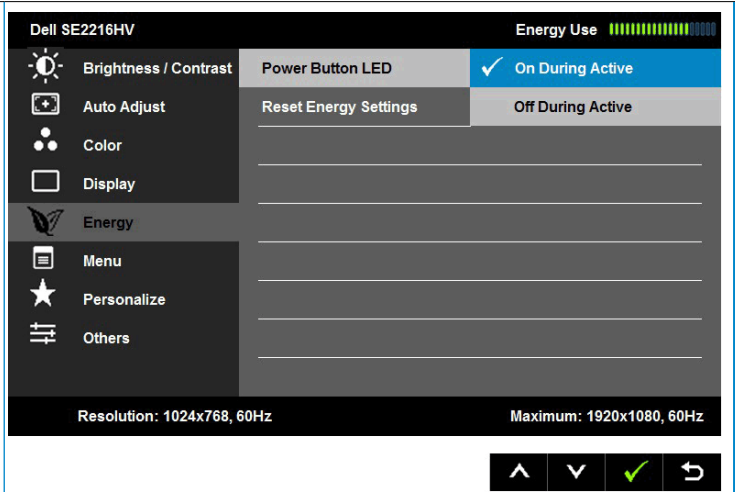 Dell SE2216HV Energy Use
Brightness / Contrast Power Button LED On During Active
Auto Adjust Reset Energy Settings Off During Active
Color
Display
Energy
Menu
Personalize
Others
Resolution: 1024x768, 60Hz Maximum: 1920x1080, 60Hz